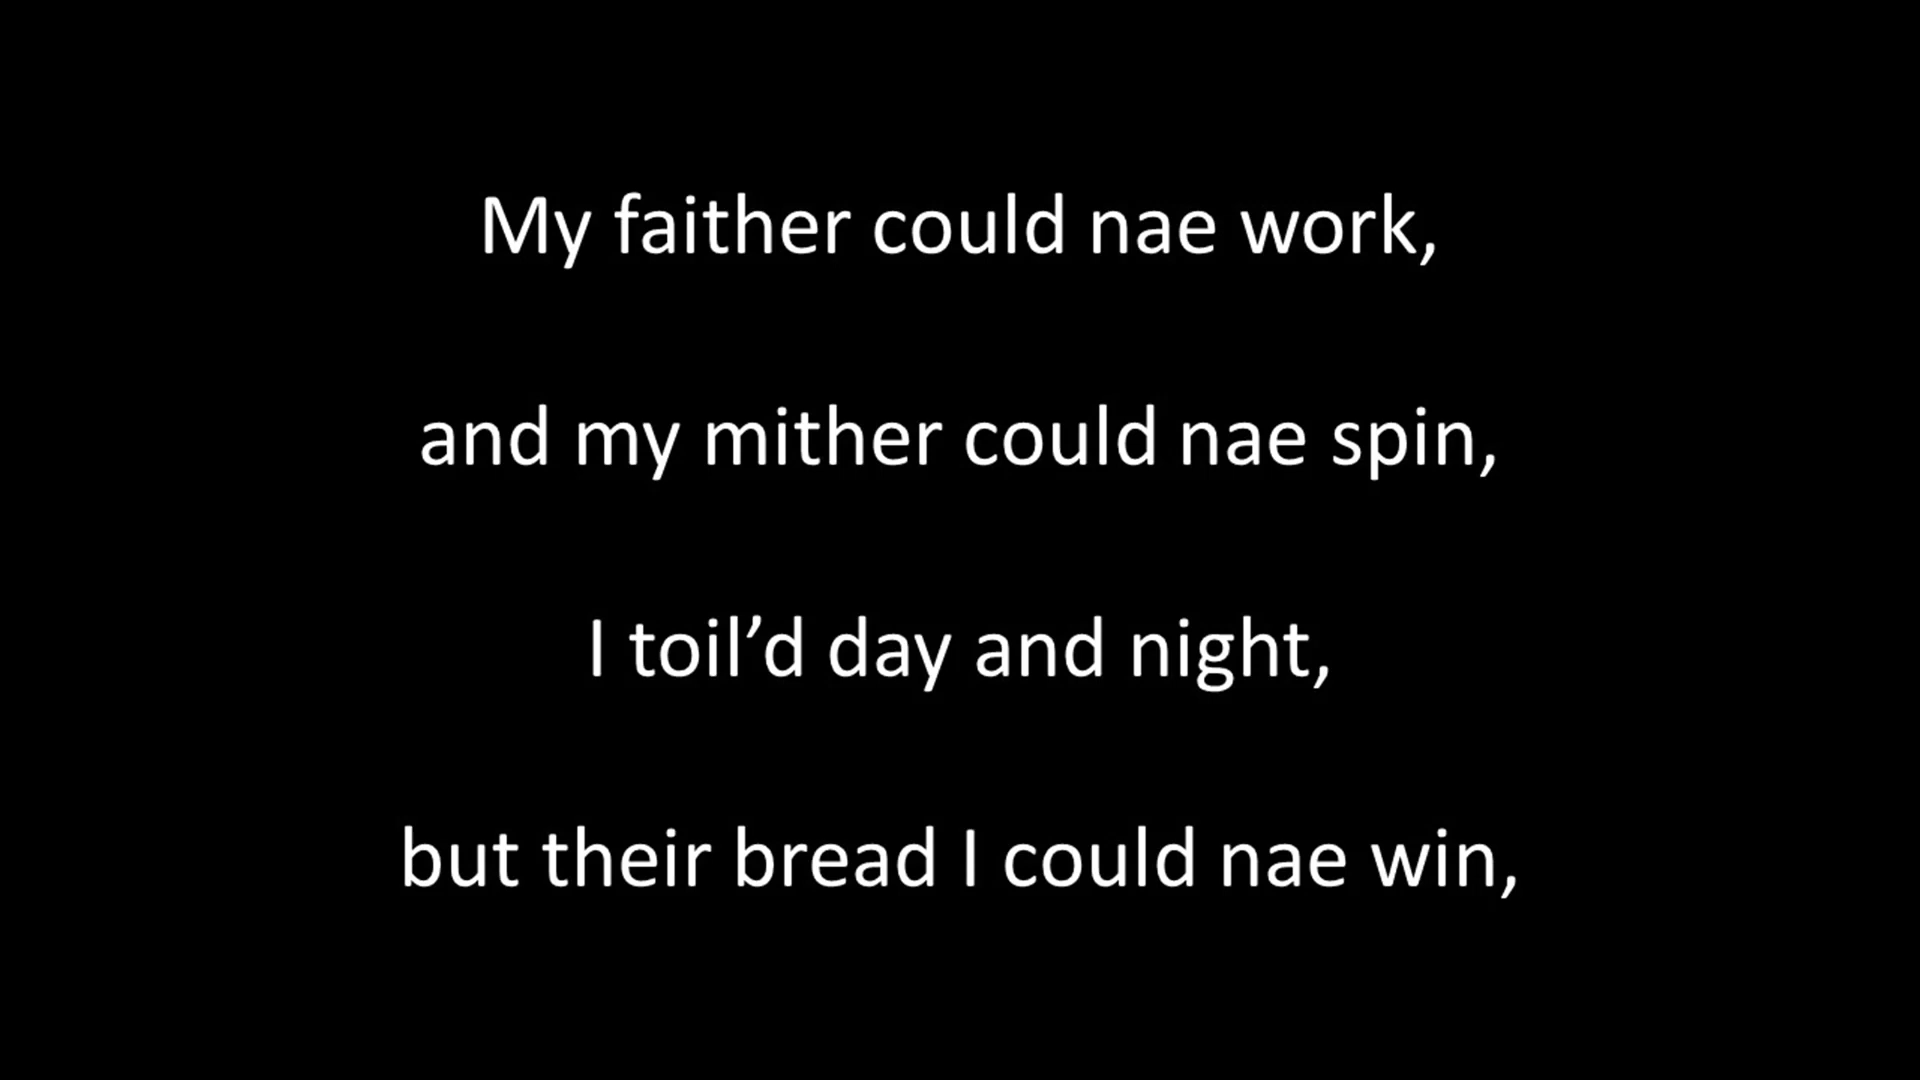 My faither could nae work,
and my mither could nae spin,
I toil’d day and night,
but their bread I could nae win,